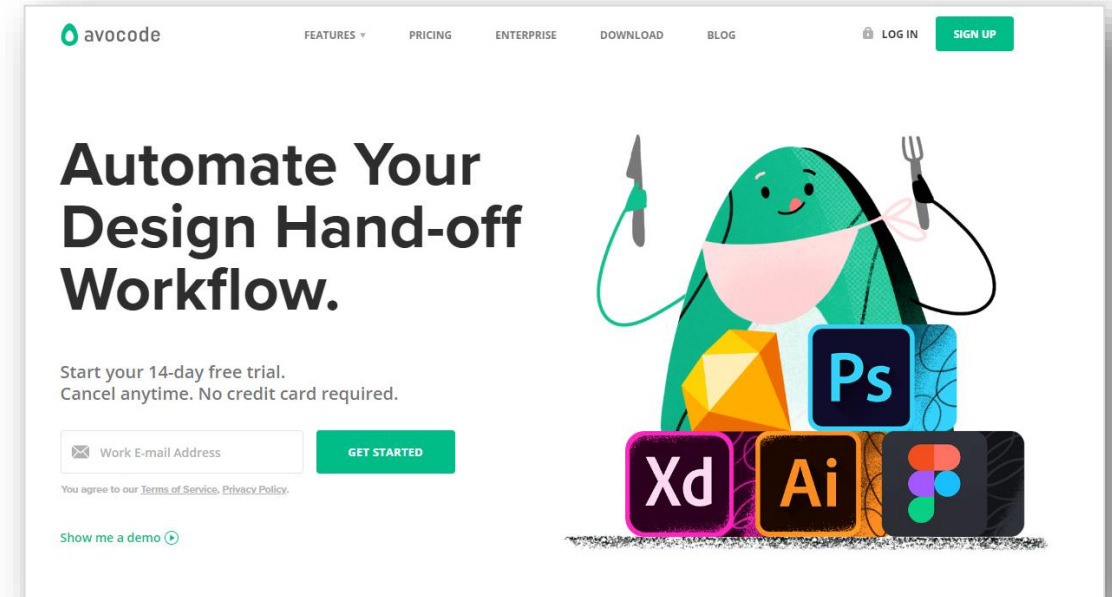 avocode
FEATURES
PRICING
ENTERPRISE
DOWNLOAD
BLOG
LOG IN
SIGN UP
Automate Your
Design Hand-off
Workflow.
Start your 14-day free trial.
Cancel anytime. No credit card required.
Work E-mail Address
GET STARTED
You agree to our Terms of Service, Privacy Policy.
Show me a demo
Ps
Xd
Ai